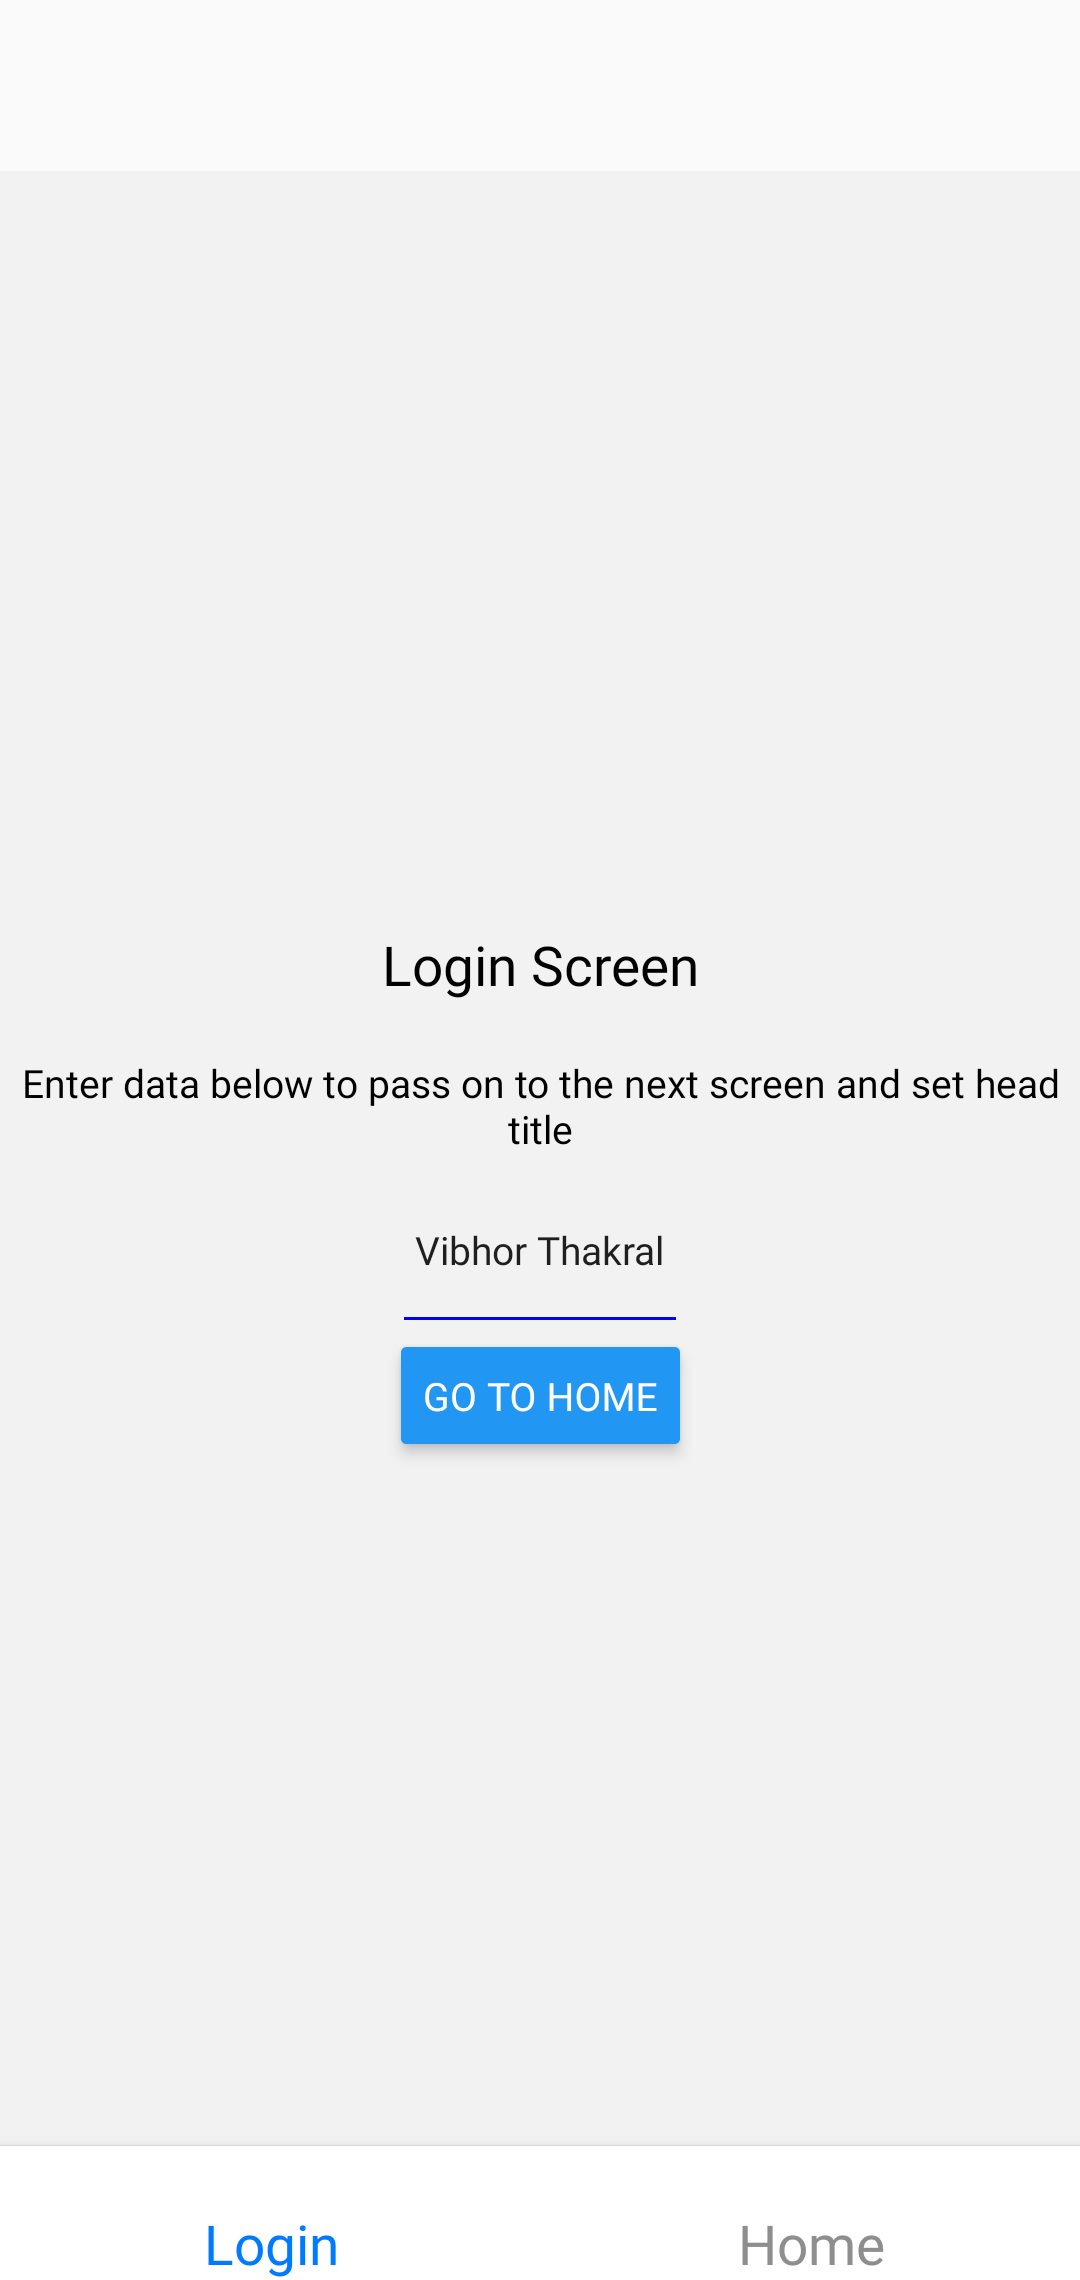 Login Screen
Enter data below to pass on to the next screen and set head
title
Vibhor Thakral
GO TO HOME
Login
Home